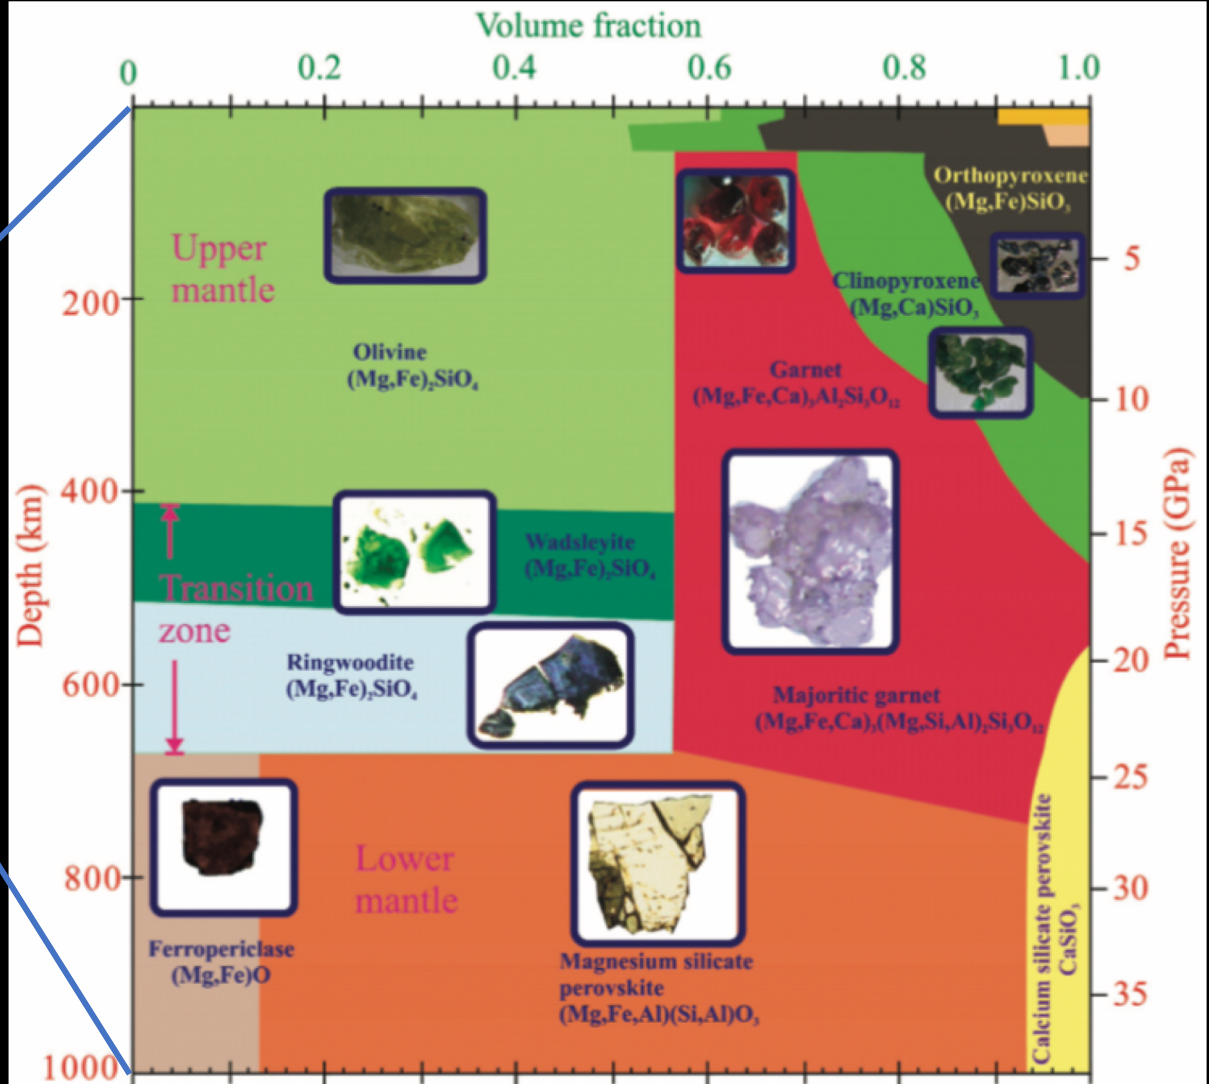 Volume fraction
0 0.2 0.4 0.6 0.8 1.0
Orthopyroxene
(Mg,Fe)SiO₃
Upper
mantle
5
200
Clinopyroxene
(Mg,Ca)SiO₃
Olivine
(Mg,Fe)₂SiO₄
Garnet
(Mg,Fe,Ca)₃Al₂Si₃O₁₂
10
400
Depth (km)
Pressure (GPa)
15
Wadsleyite
(Mg,Fe)₂SiO₄
Transition
zone
20
Ringwoodite
(Mg,Fe)₂SiO₄
600
Majoritic garnet
(Mg,Fe,Ca)₃(Mg,Si,Al)₂Si₃O₁₂
25
Lower
mantle
800
30
Ferropericlase
(Mg,Fe)O
Magnesium silicate
perovskite
(Mg,Fe,Al)(Si,Al)O₃
Calcium silicate perovskite
CaSiO₃
35
1000